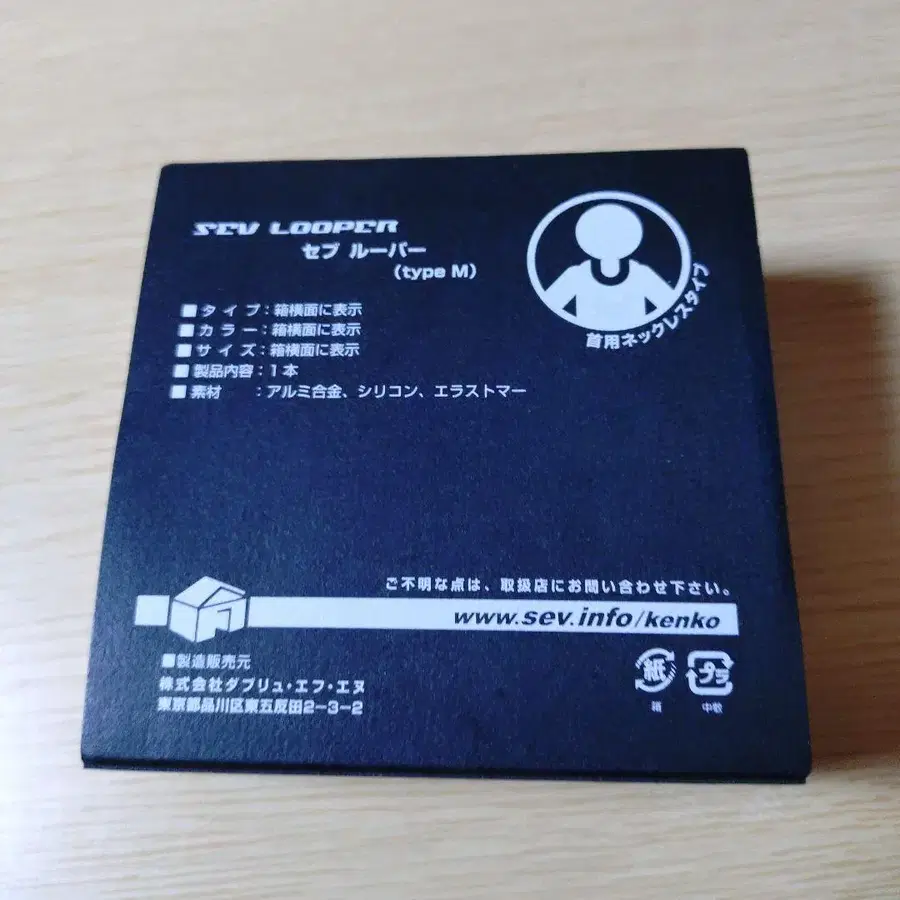 SEV LOOPER
セブ ルーパー
（type M）
首用ネックレスタイプ
■タイプ：箱横面に表示
■カラー：箱横面に表示
■サイズ：箱横面に表示
■製品内容：1本
■素材　：アルミ合金、シリコン、エラストマー
ご不明な点は、取扱店にお問い合わせ下さい。
www.sev.info/kenko
■製造販売元
株式会社ダブリュ・エフ・エヌ
東京都品川区東五反田2-3-2
紙
プラ
箱
中敷